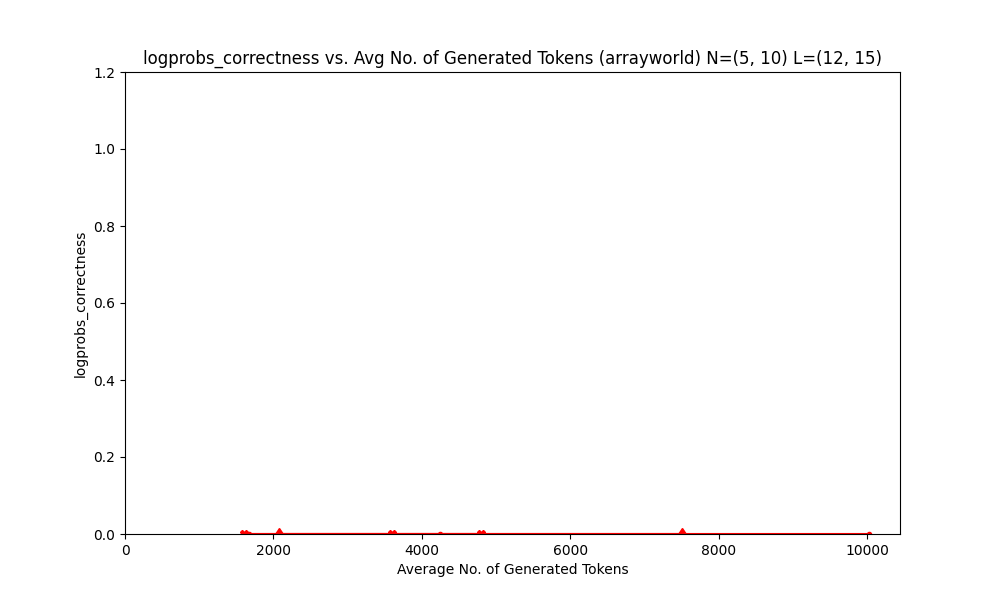 logprobs_correctness vs. Avg No. of Generated Tokens (arrayworld) N=(5, 10) L=(12, 15)
1.2
1.0
0.8
0.6
0.4
0.2
0.0
logprobs_correctness
0 2000 4000 6000 8000 10000
Average No. of Generated Tokens